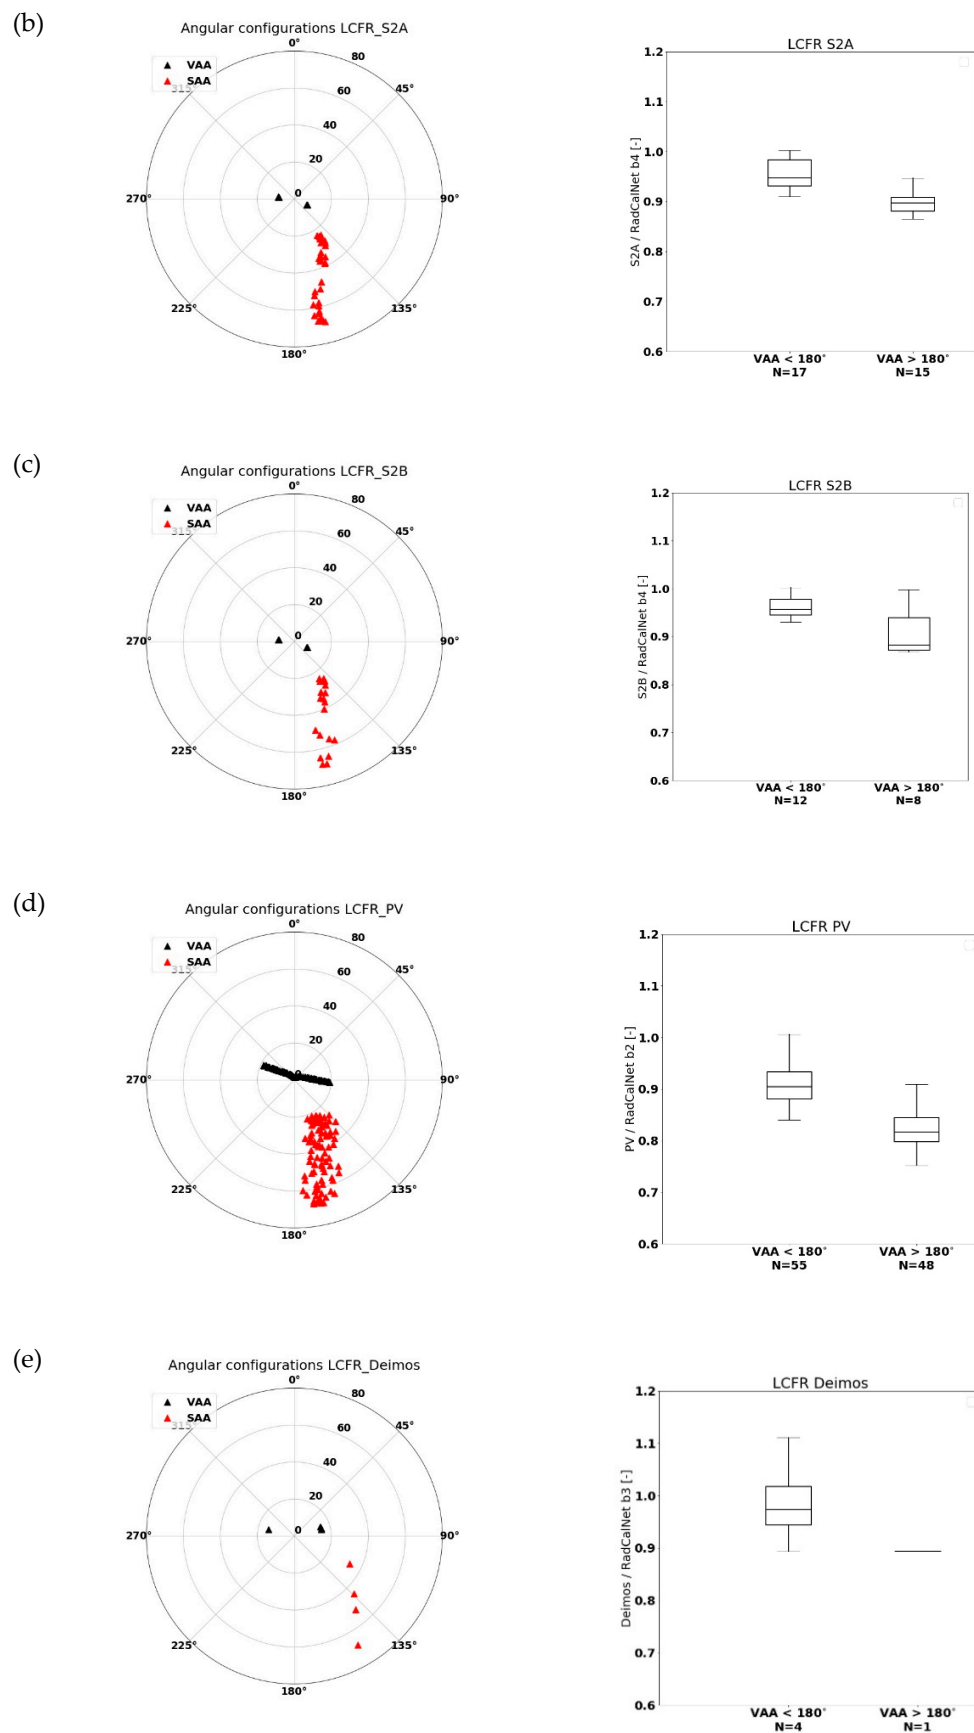 (b)
Angular configurations LCFR_S2A
0°
80
VAA
SAA
315°
45°
60
40
20
0
270°
90°
225°
135°
180°
LCFR S2A
1.2
1.1
1.0
0.9
0.8
0.7
0.6
S2A / RadCalNet b4 [-]
VAA < 180°
N=17
VAA > 180°
N=15
(c)
Angular configurations LCFR_S2B
0°
80
VAA
SAA
315°
45°
60
40
20
0
270°
90°
225°
135°
180°
LCFR S2B
1.2
1.1
1.0
0.9
0.8
0.7
0.6
S2B / RadCalNet b4 [-]
VAA < 180°
N=12
VAA > 180°
N=8
(d)
Angular configurations LCFR_PV
0°
80
VAA
SAA
315°
45°
60
40
20
0
270°
90°
225°
135°
180°
LCFR PV
1.2
1.1
1.0
0.9
0.8
0.7
0.6
PV / RadCalNet b2 [-]
VAA < 180°
N=55
VAA > 180°
N=48
(e)
Angular configurations LCFR_Deimos
0°
80
VAA
SAA
315°
45°
60
40
20
0
270°
90°
225°
135°
180°
LCFR Deimos
1.2
1.1
1.0
0.9
0.8
0.7
0.6
Deimos / RadCalNet b3 [-]
VAA < 180°
N=4
VAA > 180°
N=1